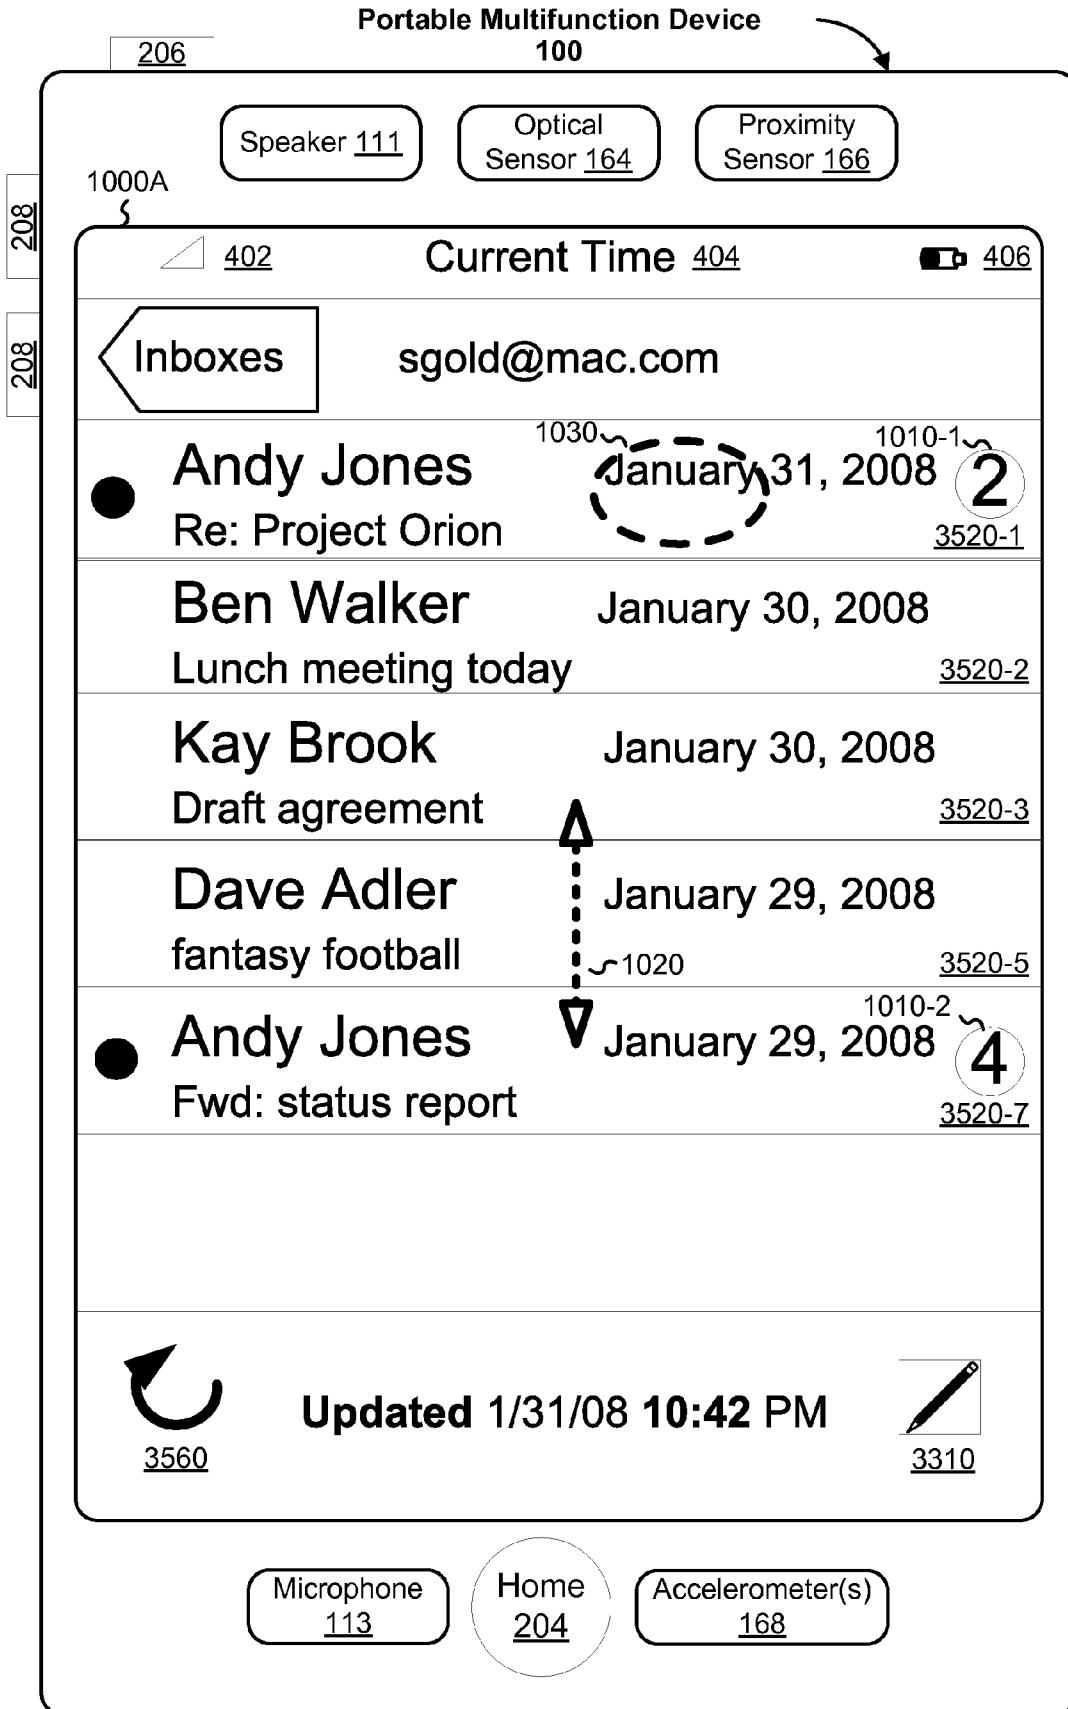 Portable Multifunction Device
100
206
Speaker 111
Optical
Sensor 164
Proximity
Sensor 166
1000A
208
208
402
Current Time 404
406
Inboxes
sgold@mac.com
1030
1010-1
Andy Jones
January 31, 2008
2
Re: Project Orion
3520-1
Ben Walker
January 30, 2008
Lunch meeting today
3520-2
Kay Brook
January 30, 2008
Draft agreement
3520-3
Dave Adler
January 29, 2008
fantasy football
1020
3520-5
1010-2
Andy Jones
January 29, 2008
4
Fwd: status report
3520-7
Updated 1/31/08 10:42 PM
3560
3310
Microphone
113
Home
204
Accelerometer(s)
168